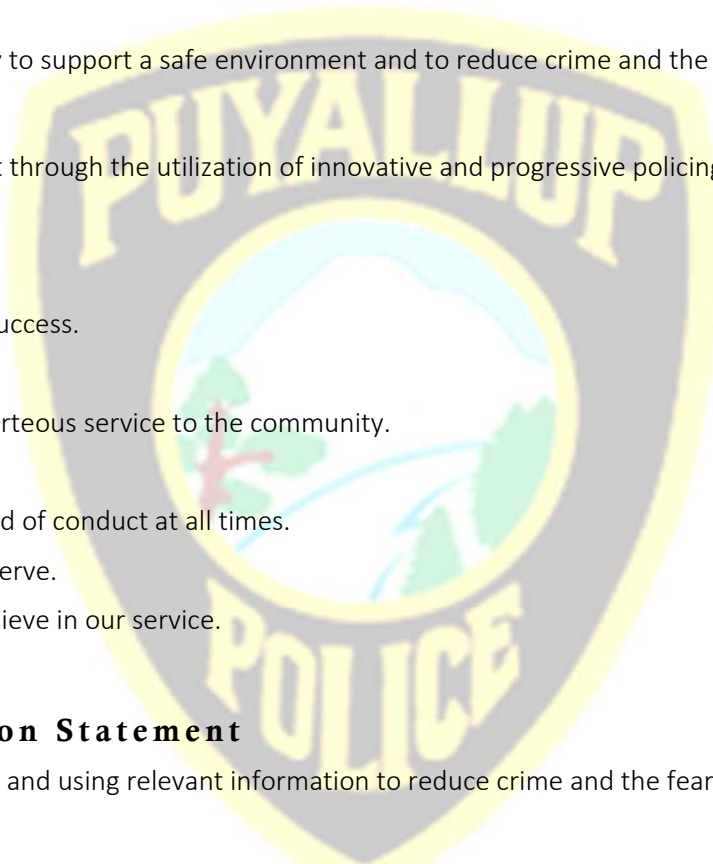 PUYALLUP
to support a safe environment and to reduce crime and the
through the utilization of innovative and progressive policing
uccess.
rteous service to the community.
d of conduct at all times.
erve.
ieve in our service.
POLICE
on Statement
and using relevant information to reduce crime and the fear